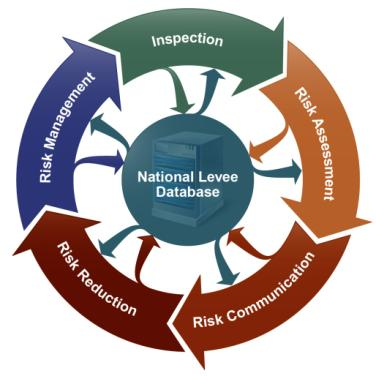 Inspection
Risk Assessment
Risk Communication
Risk Reduction
Risk Management
National Levee
Database